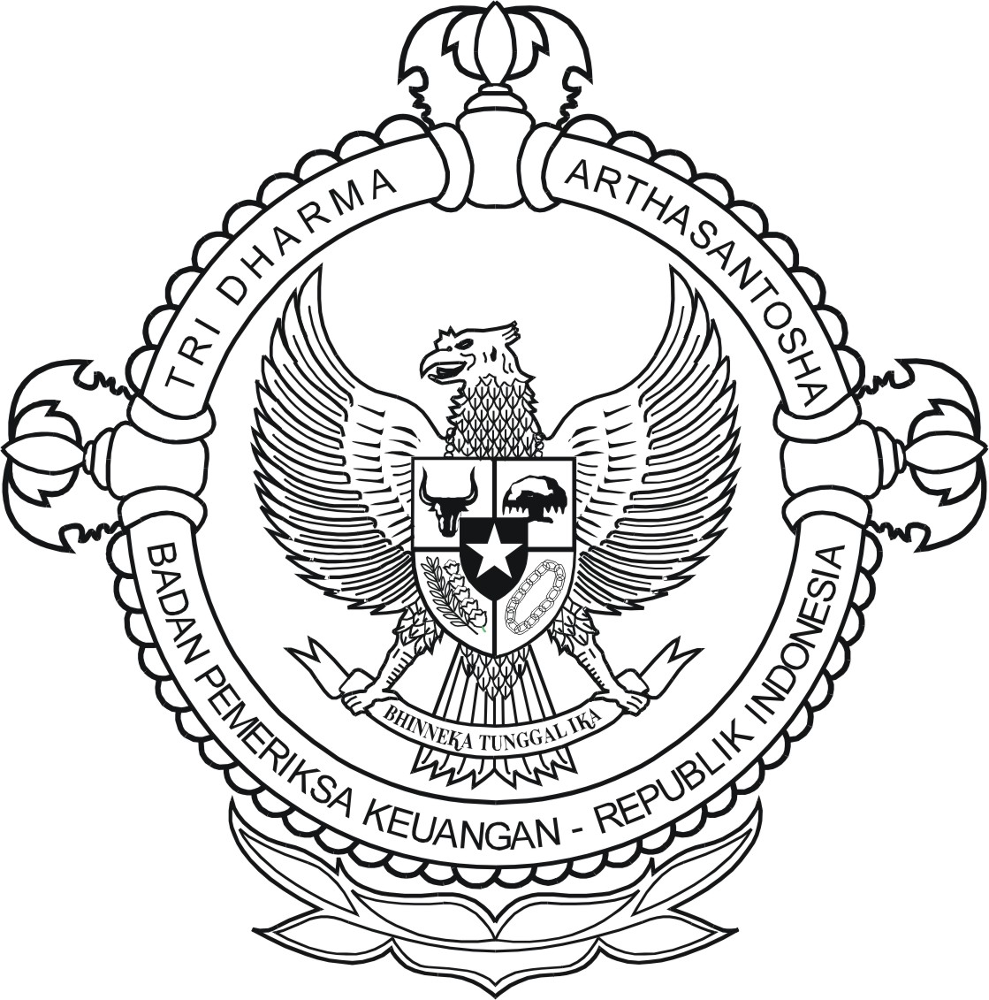 TRI DHARMA
ARTHASANTOSHA
BHINNEKA TUNGGAL IKA
BADAN PEMERIKSA KEUANGAN - REPUBLIK INDONESIA